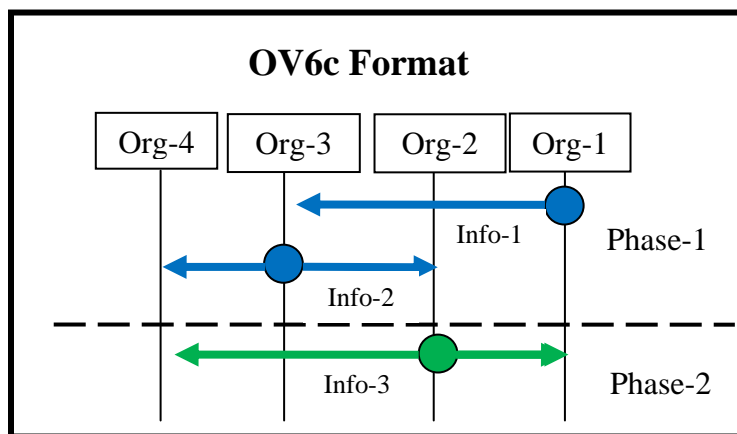 OV6c Format
Org-4 Org-3 Org-2 Org-1
Info-1
Phase-1
Info-2
Info-3
Phase-2